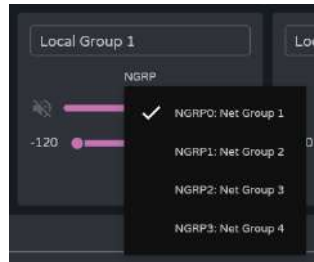 Local Group 1
Lo
NGRP
NGRP0: Net Group 1
-120
NGRP1: Net Group 2
NGRP2: Net Group 3
NGRP3: Net Group 4